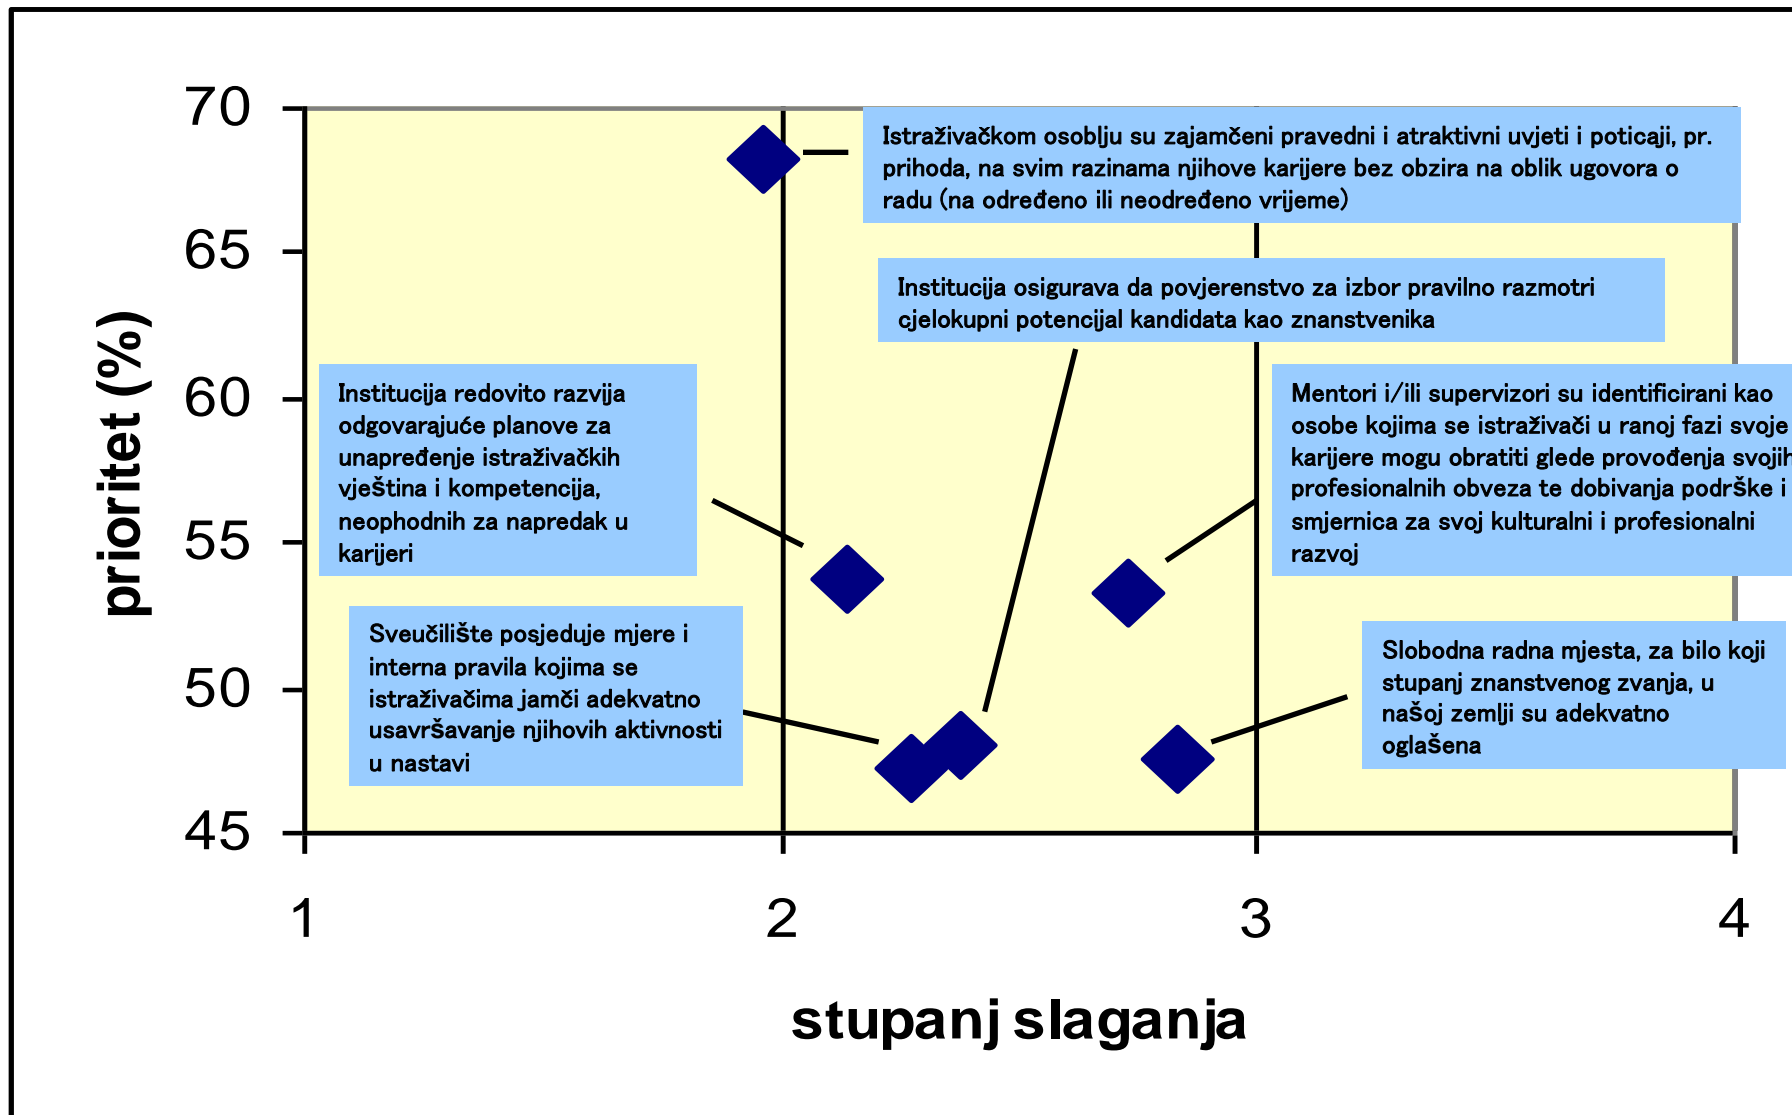 70
65
60
55
50
45
prioritet (%)
Istraživačkom osoblju su zajamčeni pravedni i atraktivni uvjeti i poticaji, pr.
prihoda, na svim razinama njihove karijere bez obzira na oblik ugovora o
radu (na određeno ili neodređeno vrijeme)
Institucija osigurava da povjerenstvo za izbor pravilno razmotri
cjelokupni potencijal kandidata kao znanstvenika
Institucija redovito razvija
odgovarajuće planove za
unapređenje istraživačkih
vještina i kompetencija,
neophodnih za napredak u
karijeri
Mentori i/ili supervizori su identificirani kao
osobe kojima se istraživači u ranoj fazi svoje
karijere mogu obratiti glede provođenja svojih
profesionalnih obveza te dobivanja podrške i
smjernica za svoj kulturalni i profesionalni
razvoj
Sveučilište posjeduje mjere i
interna pravila kojima se
istraživačima jamči adekvatno
usavršavanje njihovih aktivnosti
u nastavi
Slobodna radna mjesta, za bilo koji
stupanj znanstvenog zvanja, u
našoj zemlji su adekvatno
oglašena
1 2 3 4
stupanj slaganja